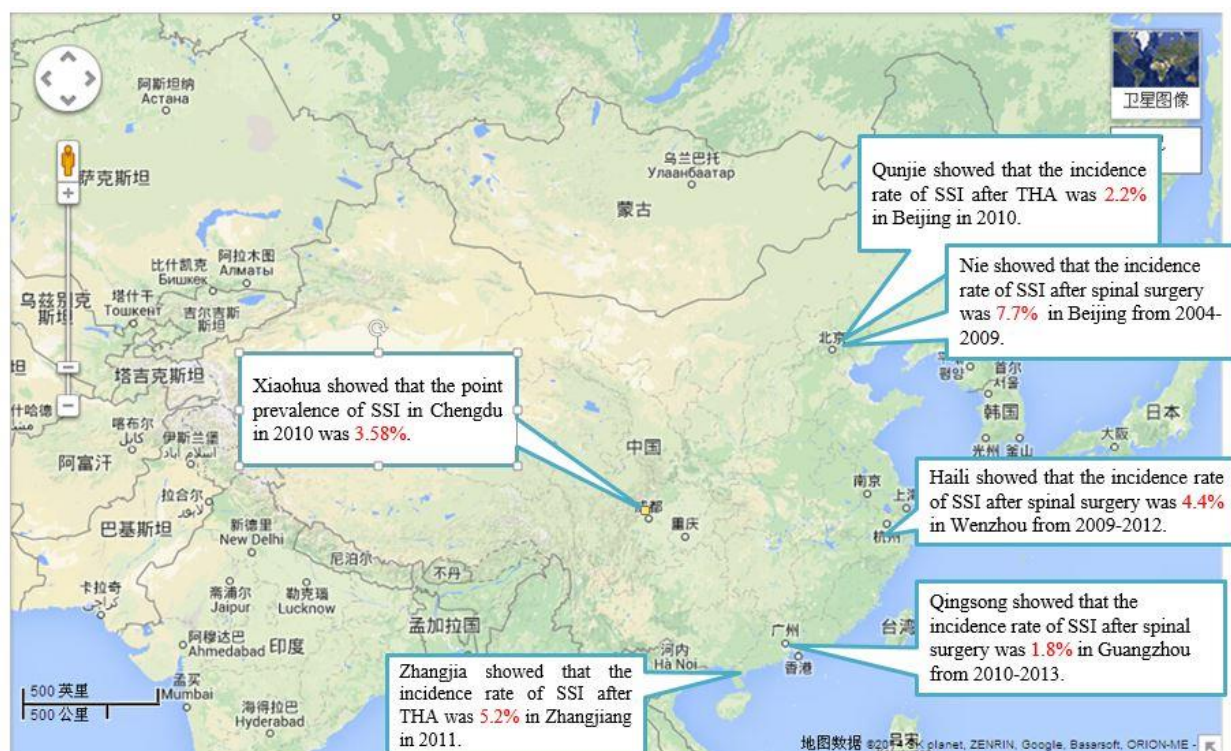 阿斯坦纳
Астана
卫星图像
萨克斯坦
乌兰巴托
Улаанбаатар
蒙古
Qunjie showed that the incidence
rate of SSI after THA was 2.2%
in Beijing in 2010.
比什凯克
Бишкек
阿拉木图
Алматы
塔什干
Тошкент
吉尔吉斯
斯坦
乌兹别克
斯坦
Nie showed that the incidence
rate of SSI after spinal surgery
was 7.7% in Beijing from 2004-
2009.
北京
平壤
首尔
서울
韩国
日本
大阪
光州
釜山
塔吉克斯坦
Xiaohua showed that the point
prevalence of SSI in Chengdu
in 2010 was 3.58%.
喀布尔
کابل
伊斯兰堡
اسلام آباد
阿富汗
中国
南京
上海
杭州
Haili showed that the incidence rate
of SSI after spinal surgery was 4.4%
in Wenzhou from 2009-2012.
拉合尔
لاہور
巴基斯坦
新德里
New Delhi
成都
重庆
尼泊尔
不丹
卡拉奇
کراچی
斋浦尔
Jaipur
勒克瑙
Lucknow
孟加拉国
阿穆达巴
Ahmedabad
印度
广州
香港
台湾
河内
Hà Nội
Qingsong showed that the
incidence rate of SSI after spinal
surgery was 1.8% in Guangzhou
from 2010-2013.
Zhangjia showed that the
incidence rate of SSI after
THA was 5.2% in Zhangjiang
in 2011.
孟买
Mumbai
海得拉巴
Hyderabad
500 英里
500 公里
地图数据
planet, ZENRIN, Google, Basarsoft, ORION-ME -